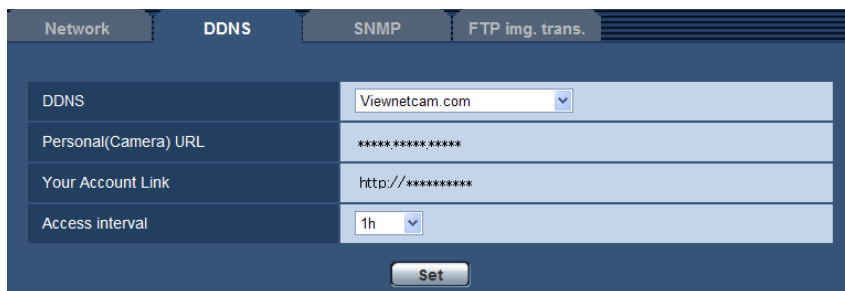 Network DDNS SNMP FTP img. trans.
DDNS Viewnetcam.com
Personal(Camera) URL *****.*****.*****
Your Account Link http://**********
Access interval 1h
Set